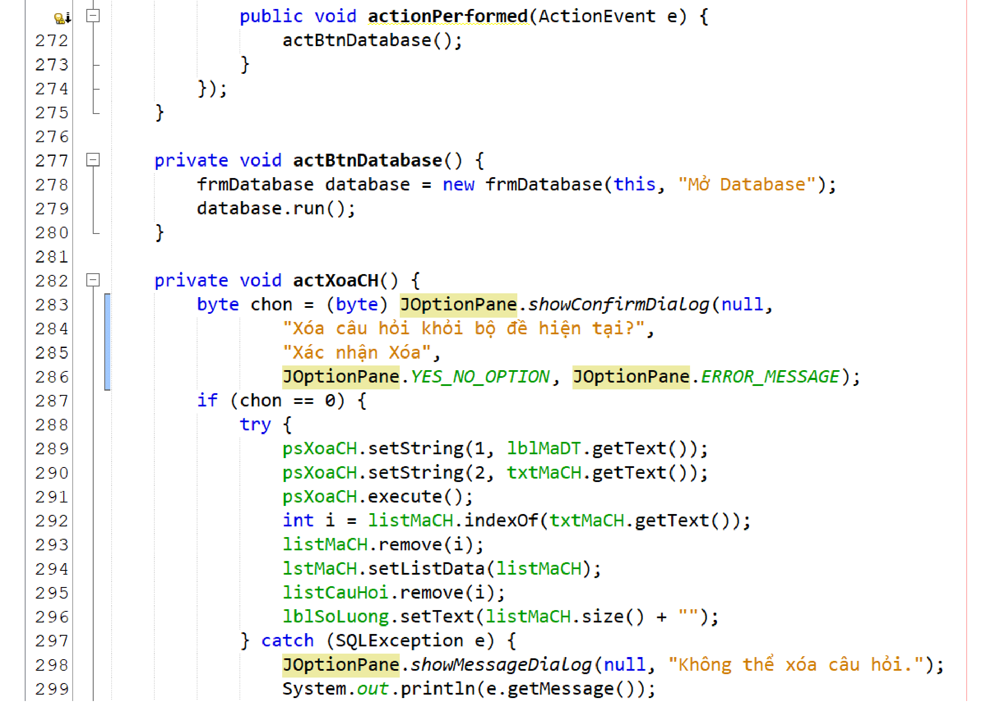 public void actionPerformed(ActionEvent e) {
272 actBtnDatabase();
273 }
274 });
275 }
276
277 private void actBtnDatabase() {
278 frmDatabase database = new frmDatabase(this, "Mở Database");
279 database.run();
280 }
281
282 private void actXoaCH() {
283 byte chon = (byte) JOptionPane.showConfirmDialog(null,
284 "Xóa câu hỏi khỏi bộ đề hiện tại?",
285 "Xác nhận Xóa",
286 JOptionPane.YES_NO_OPTION, JOptionPane.ERROR_MESSAGE);
287 if (chon == 0) {
288 try {
289 psXoaCH.setString(1, lblMaDT.getText());
290 psXoaCH.setString(2, txtMaCH.getText());
291 psXoaCH.execute();
292 int i = listMaCH.indexOf(txtMaCH.getText());
293 listMaCH.remove(i);
294 lstMaCH.setListData(listMaCH);
295 listCauHoi.remove(i);
296 lblSoLuong.setText(listMaCH.size() + "");
297 } catch (SQLException e) {
298 JOptionPane.showMessageDialog(null, "Không thể xóa câu hỏi.");
299 System.out.println(e.getMessage());